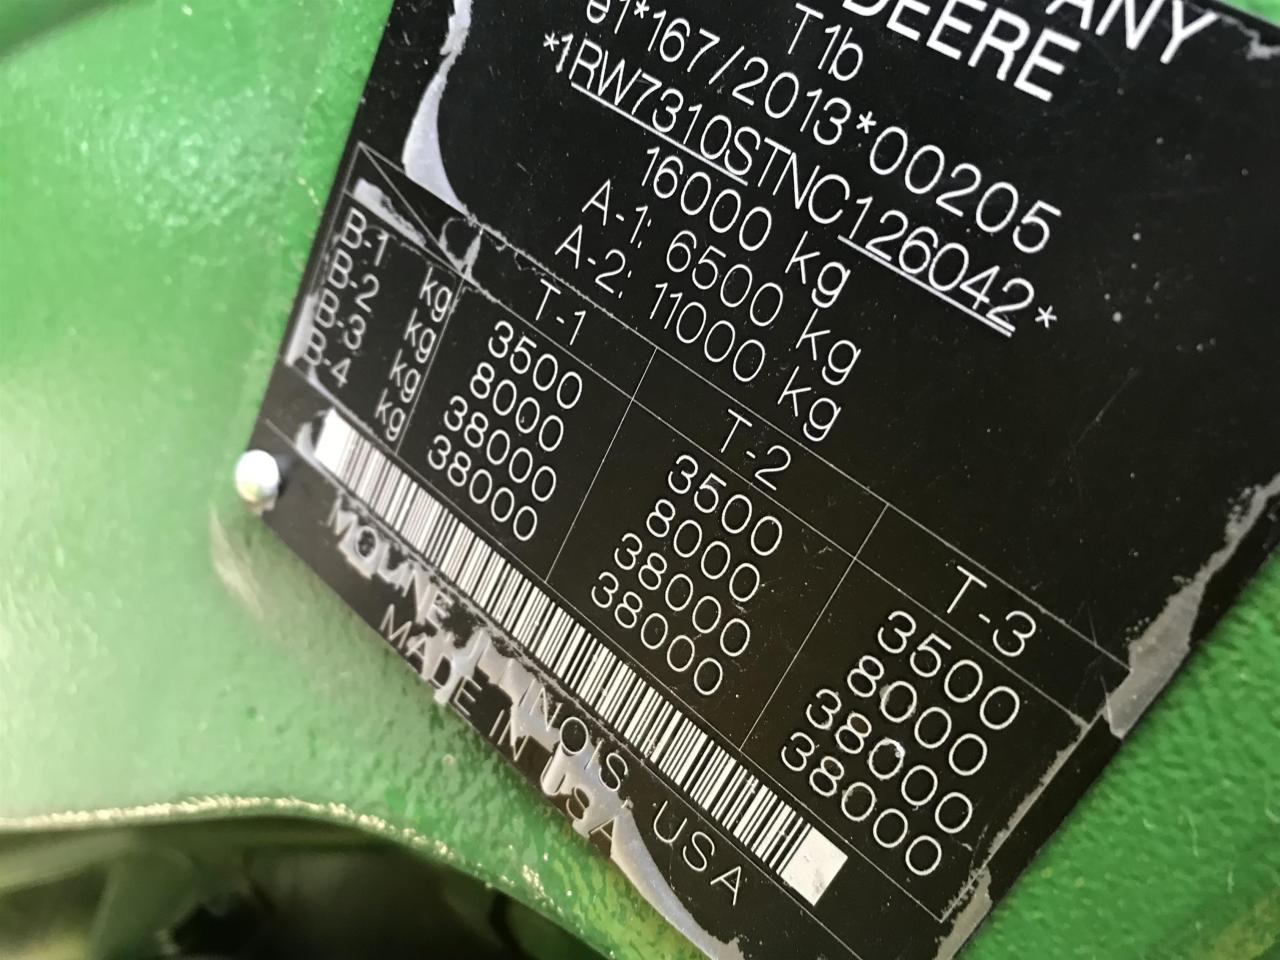 ANY
DEERE
T1b
e1*167/2013*00205
*1RW7310STNC126042*
16000 kg
A-1: 6500 kg
A-2: 11000 kg
T-1 T-2 T-3
B-1 kg 3500 3500 3500
B-2 kg 8000 8000 8000
B-3 kg 38000 38000 38000
B-4 kg 38000 38000 38000
MOLINE, ILLINOIS, USA
MADE IN USA